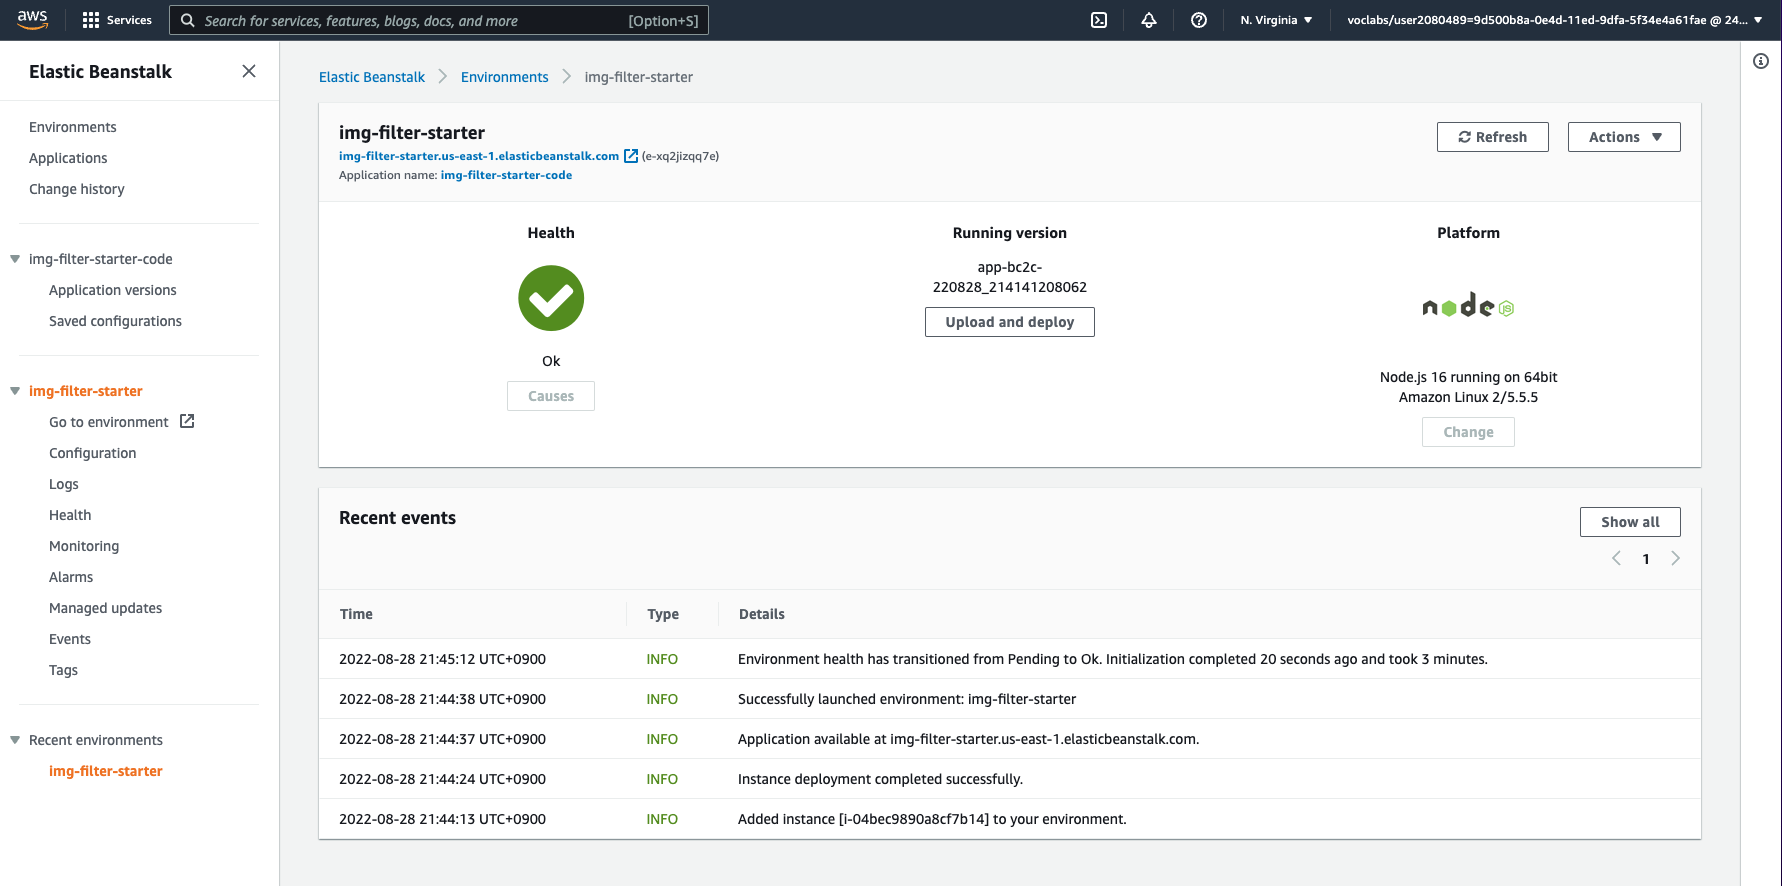 aws
Services
Search for services, features, blogs, docs, and more [Option+S]
N. Virginia
voclabs/user2080489=9d500b8a-0e4d-11ed-9dfa-5f34e4a61fae @ 24...
Elastic Beanstalk
Environments
Applications
Change history
img-filter-starter-code
Application versions
Saved configurations
img-filter-starter
Go to environment
Configuration
Logs
Health
Monitoring
Alarms
Managed updates
Events
Tags
Recent environments
img-filter-starter
Elastic Beanstalk > Environments > img-filter-starter
img-filter-starter
img-filter-starter.us-east-1.elasticbeanstalk.com (e-xq2jizqq7e)
Application name: img-filter-starter-code
Refresh
Actions
Health
Ok
Causes
Running version
app-bc2c-
220828_214141208062
Upload and deploy
Platform
node JS
Node.js 16 running on 64bit
Amazon Linux 2/5.5.5
Change
Recent events
Show all
1
Time Type Details
2022-08-28 21:45:12 UTC+0900 INFO Environment health has transitioned from Pending to Ok. Initialization completed 20 seconds ago and took 3 minutes.
2022-08-28 21:44:38 UTC+0900 INFO Successfully launched environment: img-filter-starter
2022-08-28 21:44:37 UTC+0900 INFO Application available at img-filter-starter.us-east-1.elasticbeanstalk.com.
2022-08-28 21:44:24 UTC+0900 INFO Instance deployment completed successfully.
2022-08-28 21:44:13 UTC+0900 INFO Added instance [i-04bec9890a8cf7b14] to your environment.